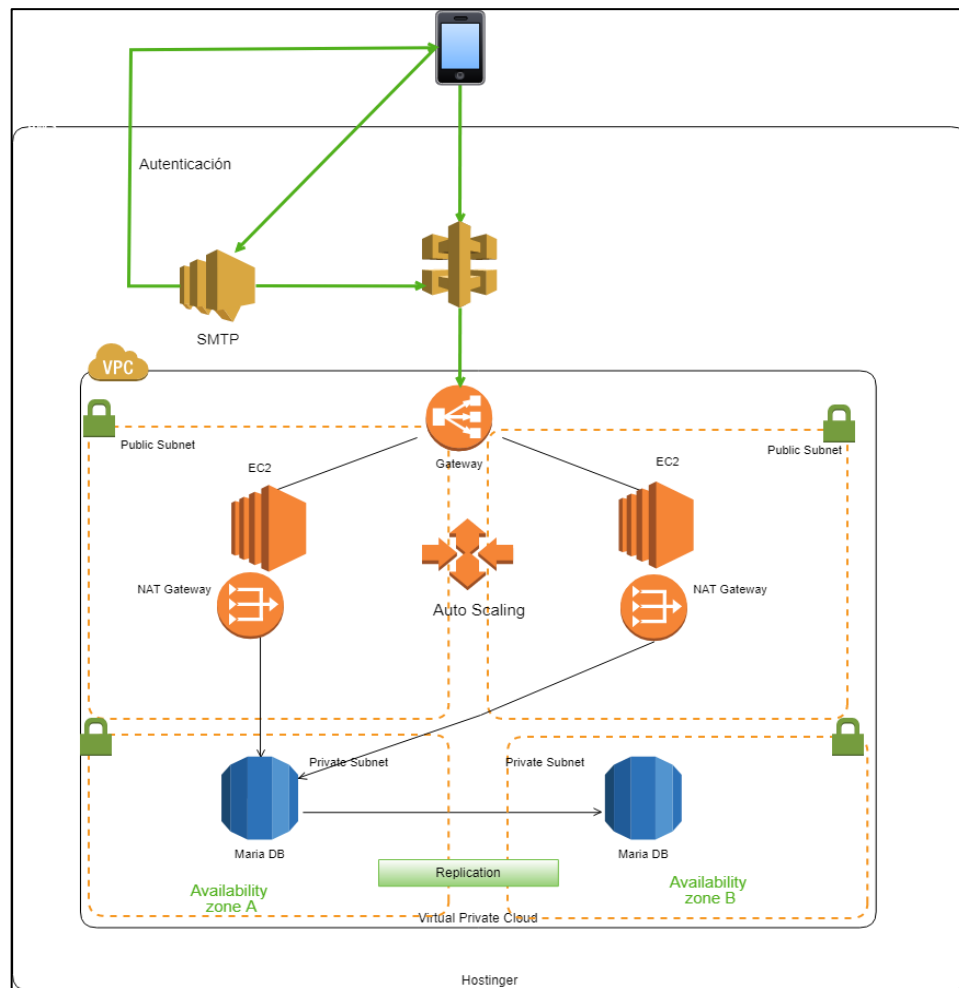 Autenticación
SMTP
VPC
Public Subnet
Public Subnet
Gateway
EC2
EC2
NAT Gateway
NAT Gateway
Auto Scaling
Private Subnet
Private Subnet
Maria DB
Maria DB
Replication
Availability
zone A
Availability
zone B
Virtual Private Cloud
Hostinger